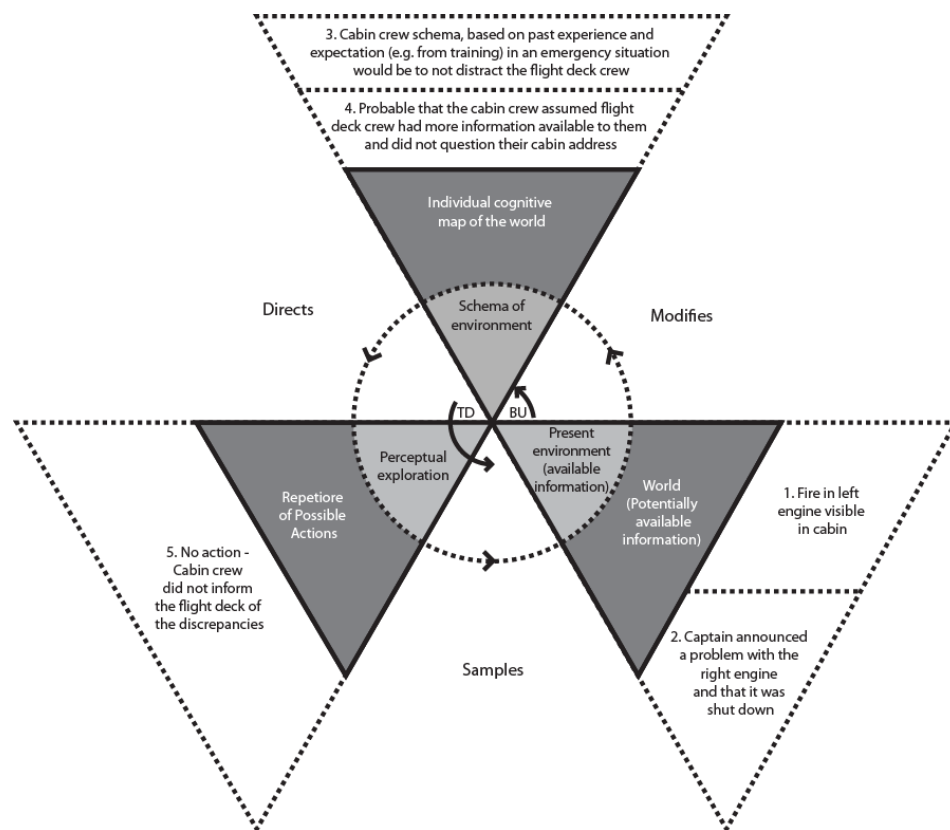 3. Cabin crew schema, based on past experience and
expectation (e.g. from training) in an emergency situation
would be to not distract the flight deck crew
4. Probable that the cabin crew assumed flight
deck crew had more information available to them
and did not question their cabin address
Individual cognitive
map of the world
Directs
Schema of
environment
Modifies
TD
BU
Perceptual
exploration
Present
environment
(available
information)
Repetiore
of Possible
Actions
World
(Potentially
available
information)
1. Fire in left
engine visible
in cabin
5. No action -
Cabin crew
did not inform
the flight deck of
the discrepancies
Samples
2. Captain announced
a problem with the
right engine
and that it was
shut down